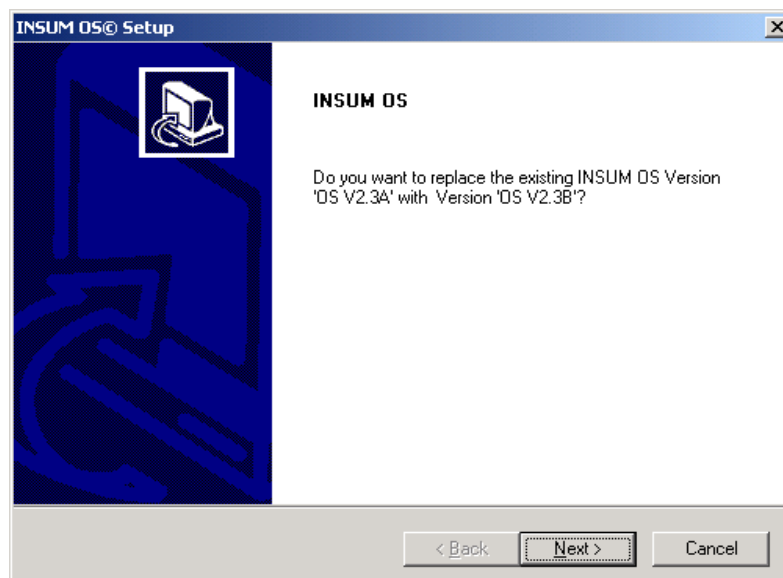 INSUM OS© Setup
INSUM OS
Do you want to replace the existing INSUM OS Version
'OS V2.3A' with  Version 'OS V2.3B'?
< Back
Next >
Cancel